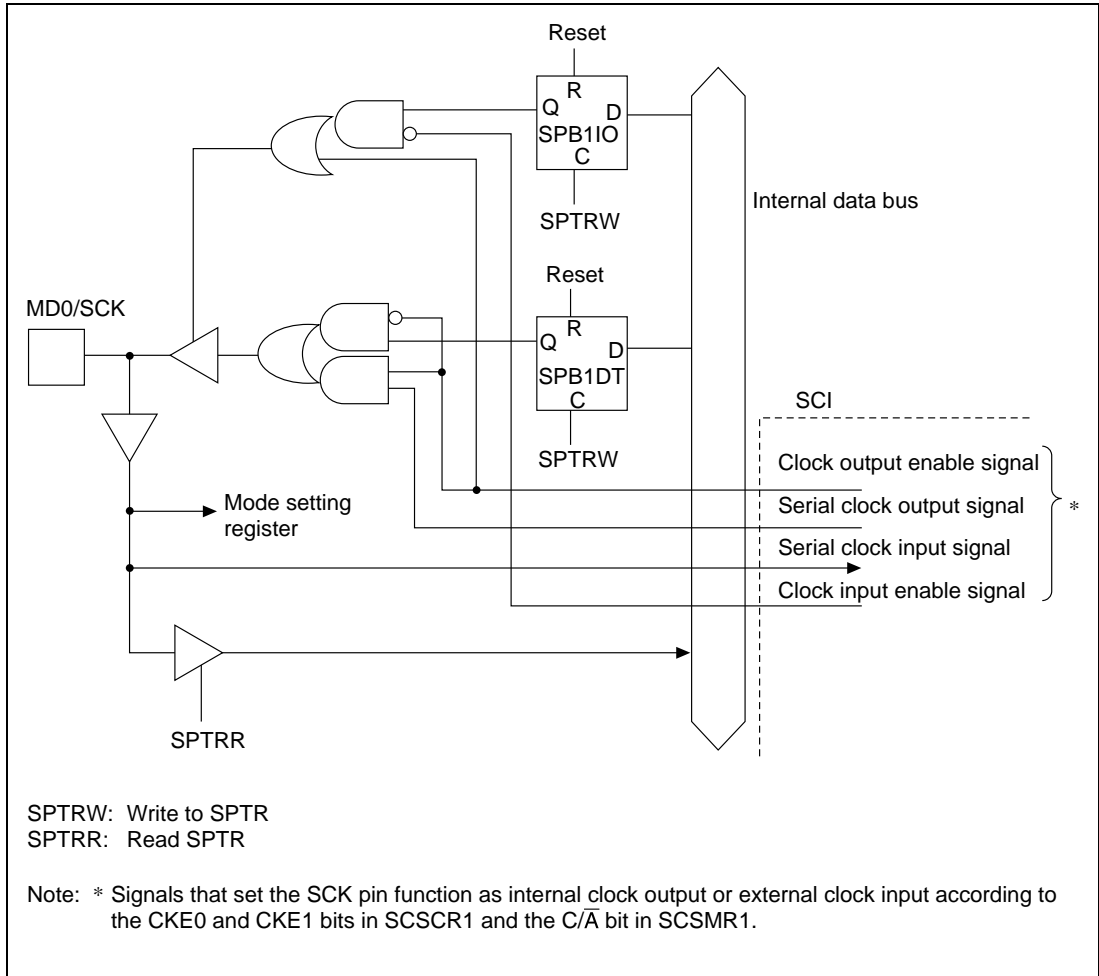 Reset
R
Q D
SPB1IO
C
SPTRW
Internal data bus
Reset
MD0/SCK
R
Q D
SPB1DT
C
SCI
SPTRW
Clock output enable signal
Serial clock output signal
*
Mode setting
register
Serial clock input signal
Clock input enable signal
SPTRR
SPTRW: Write to SPTR
SPTRR: Read SPTR
Note: * Signals that set the SCK pin function as internal clock output or external clock input according to
the CKE0 and CKE1 bits in SCSCR1 and the C/A̅ bit in SCSMR1.